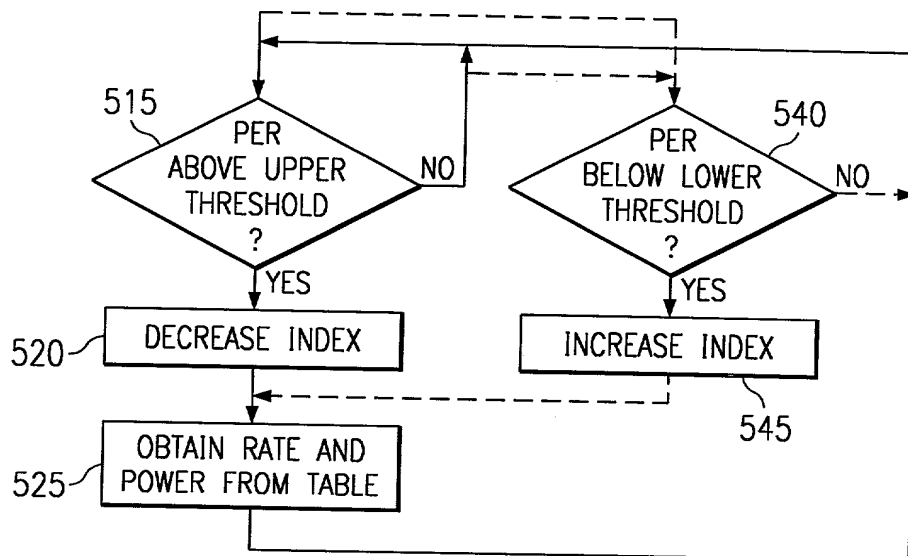 515
PER
ABOVE UPPER
THRESHOLD
?
NO
YES
540
PER
BELOW LOWER
THRESHOLD
?
NO
YES
520
DECREASE INDEX
INCREASE INDEX
545
525
OBTAIN RATE AND
POWER FROM TABLE